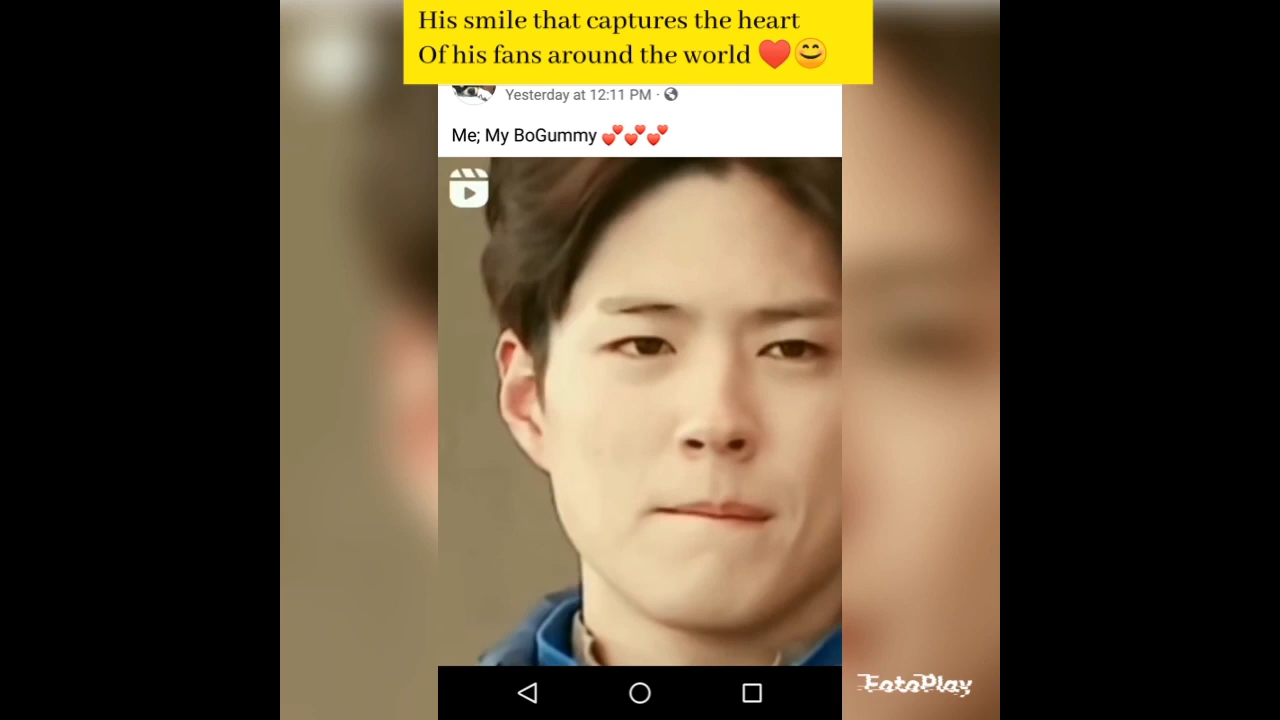 His smile that captures the heart
Of his fans around the world ♥️😊
Yesterday at 12:11 PM ·
Me; My BoGummy 💕💕💕
FotoPlay